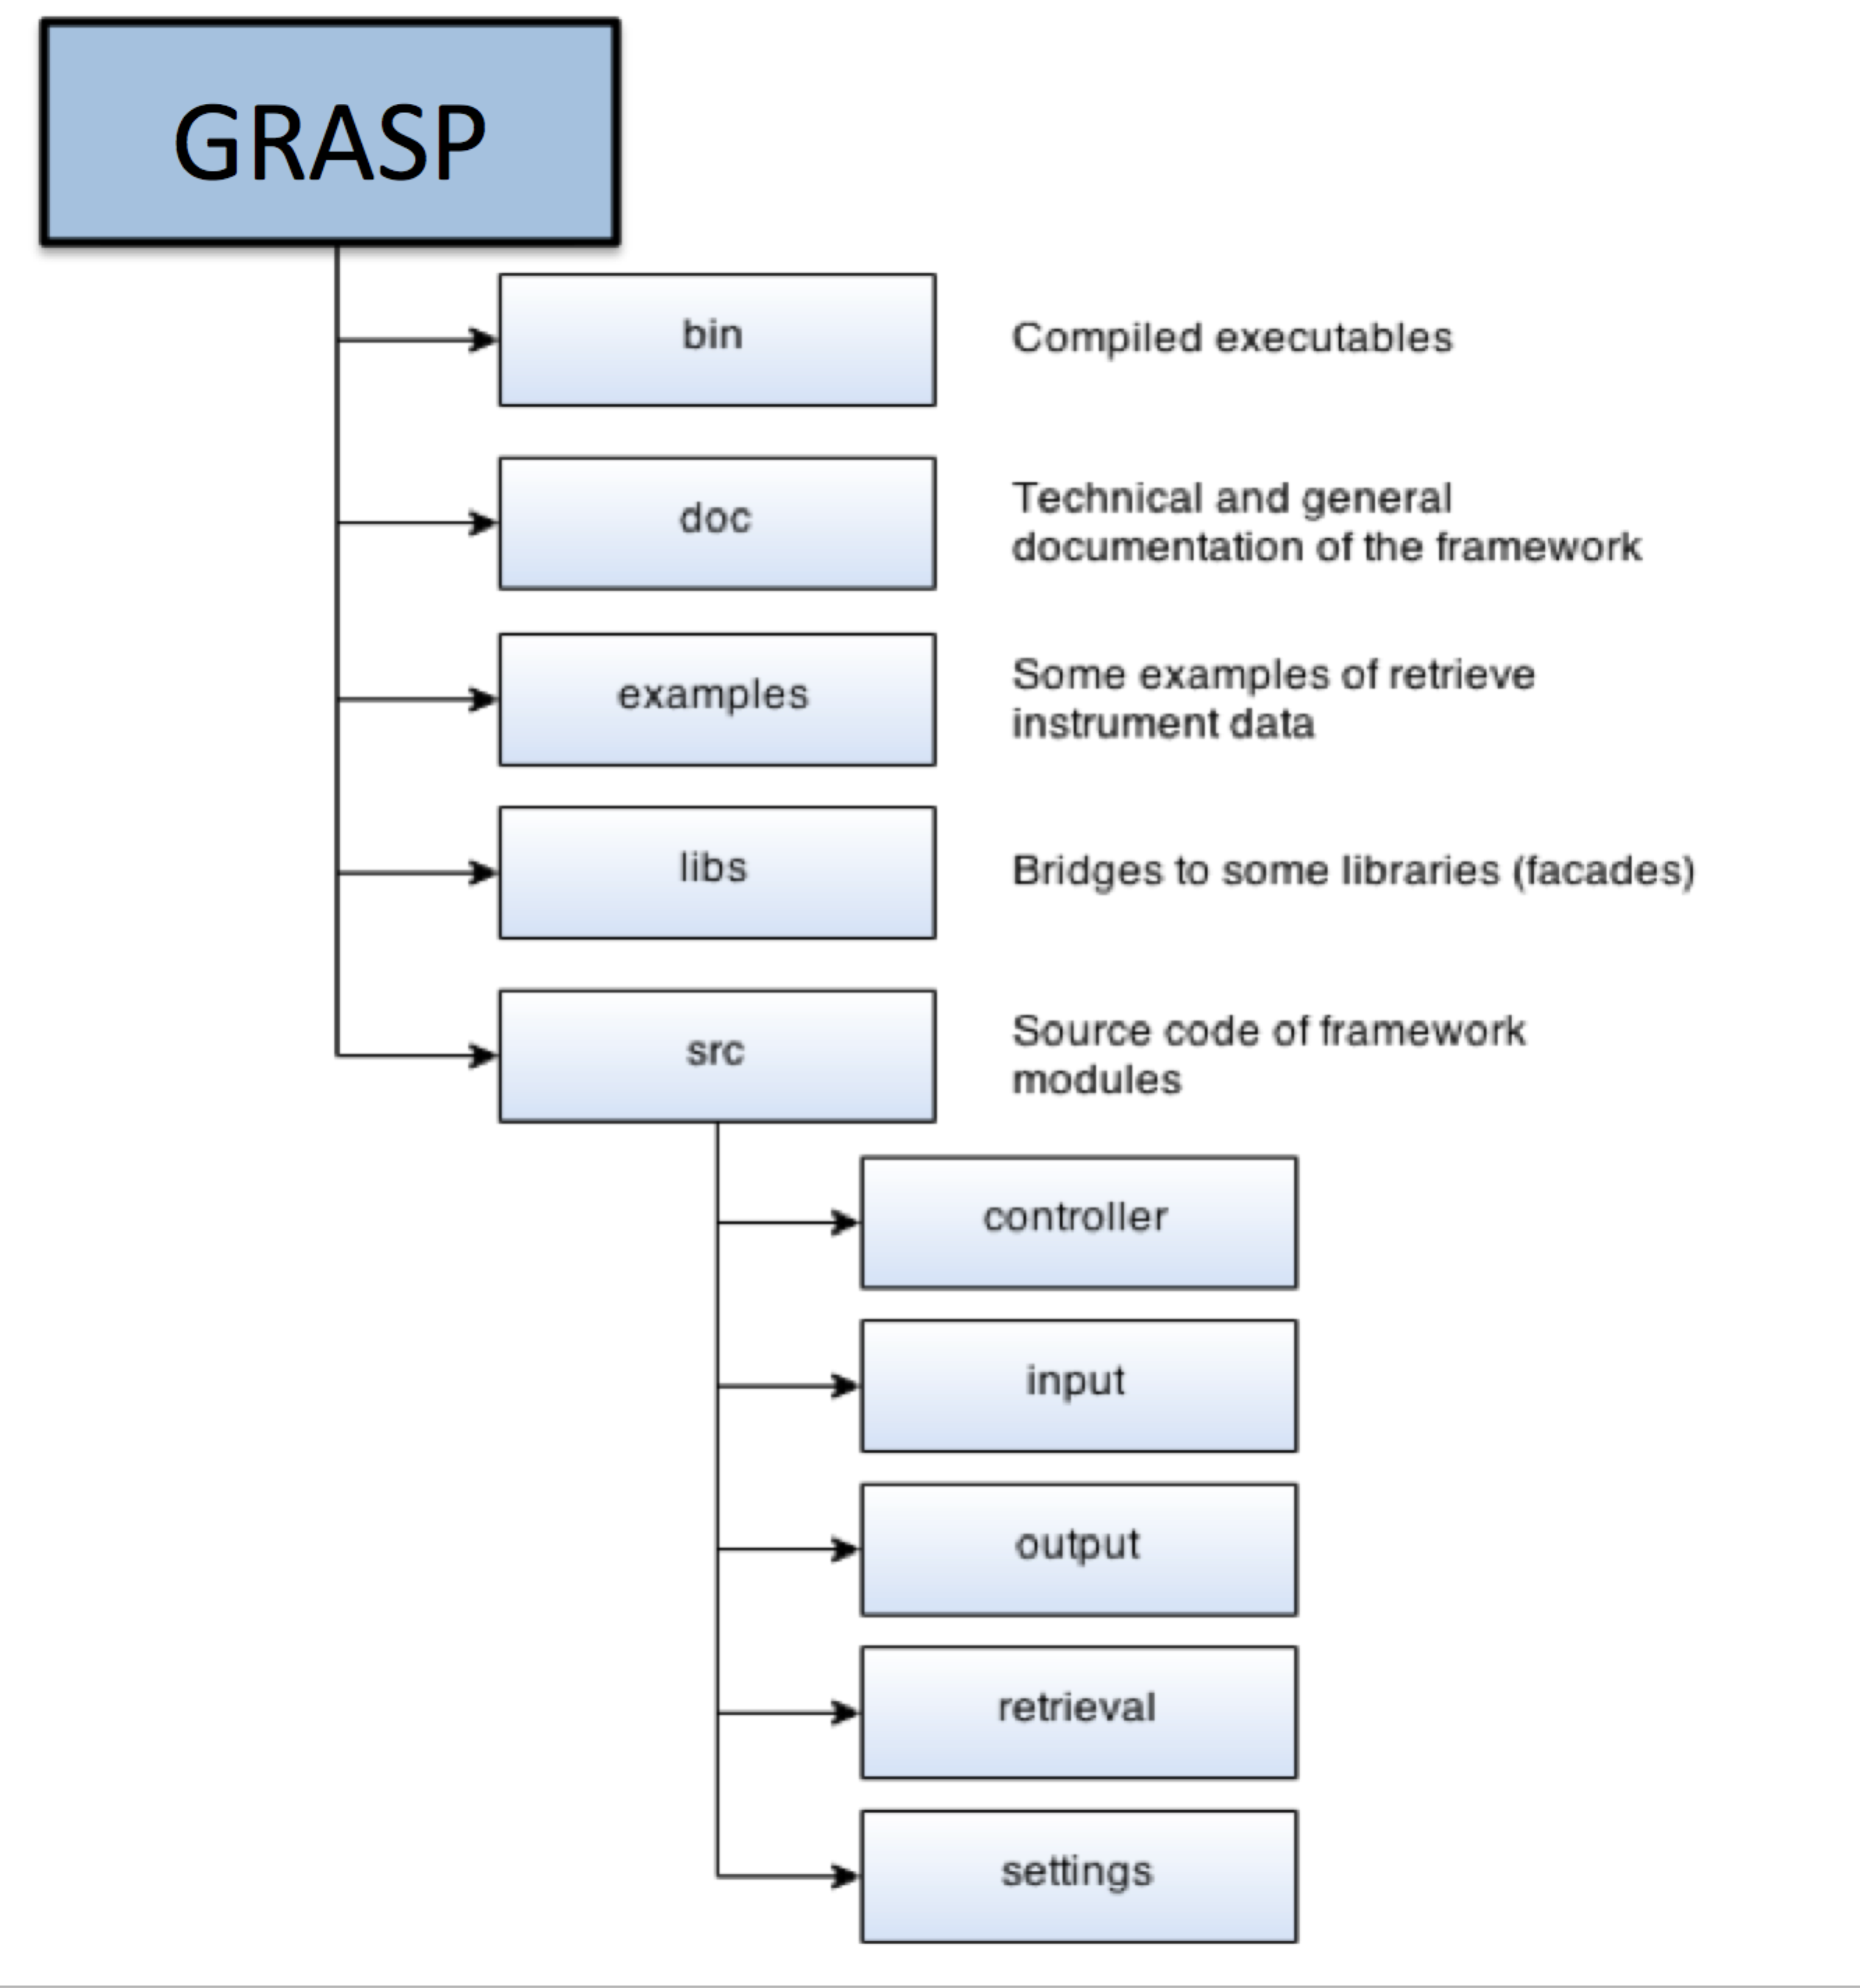 GRASP
bin
Compiled executables
doc
Technical and general
documentation of the framework
examples
Some examples of retrieve
instrument data
libs
Bridges to some libraries (facades)
src
Source code of framework
modules
controller
input
output
retrieval
settings